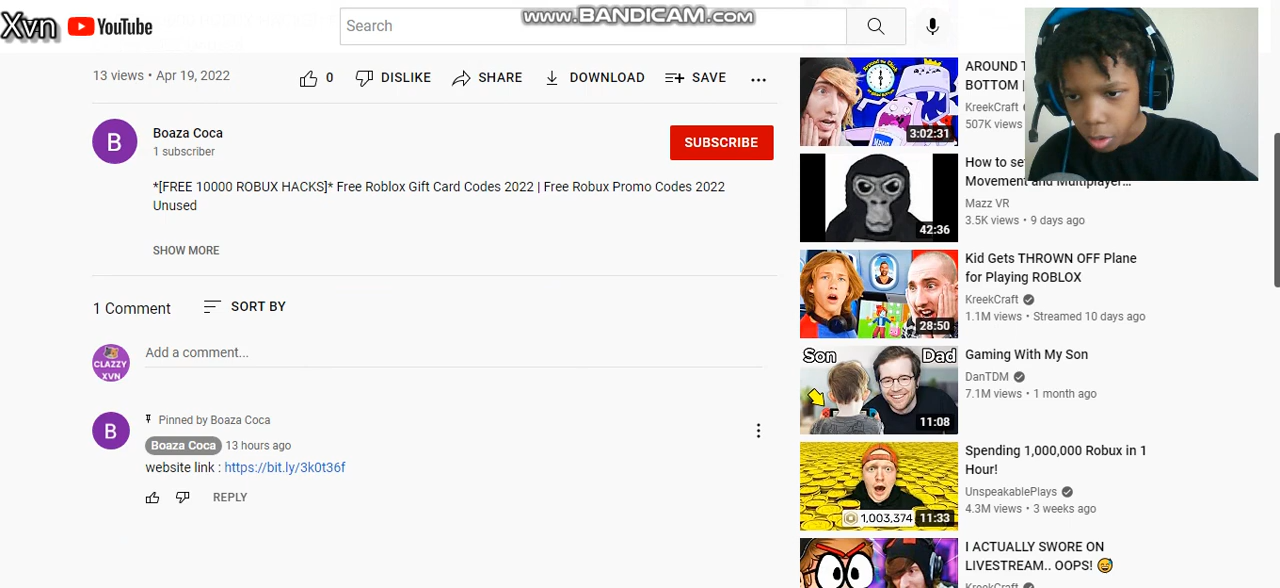 Xvn
YouTube
Search
www.BANDICAM.com
13 views • Apr 19, 2022
0
DISLIKE
SHARE
DOWNLOAD
SAVE
B
Boaza Coca
1 subscriber
SUBSCRIBE
*[FREE 10000 ROBUX HACKS]* Free Roblox Gift Card Codes 2022 | Free Robux Promo Codes 2022
Unused
SHOW MORE
1 Comment
SORT BY
CLAZZY
XVN
Add a comment...
B
Pinned by Boaza Coca
Boaza Coca 13 hours ago
website link : https://bit.ly/3k0t36f
REPLY
3:02:31
AROUND T
BOTTOM |
KreekCraft
507K views
42:36
How to se
Movement and Multiplayer...
Mazz VR
3.5K views • 9 days ago
28:50
Kid Gets THROWN OFF Plane
for Playing ROBLOX
KreekCraft
1.1M views • Streamed 10 days ago
Son
Dad
11:08
Gaming With My Son
DanTDM
7.1M views • 1 month ago
1,003,374
11:33
Spending 1,000,000 Robux in 1
Hour!
UnspeakablePlays
4.3M views • 3 weeks ago
I ACTUALLY SWORE ON
LIVESTREAM.. OOPS! 😅
KreekCraft